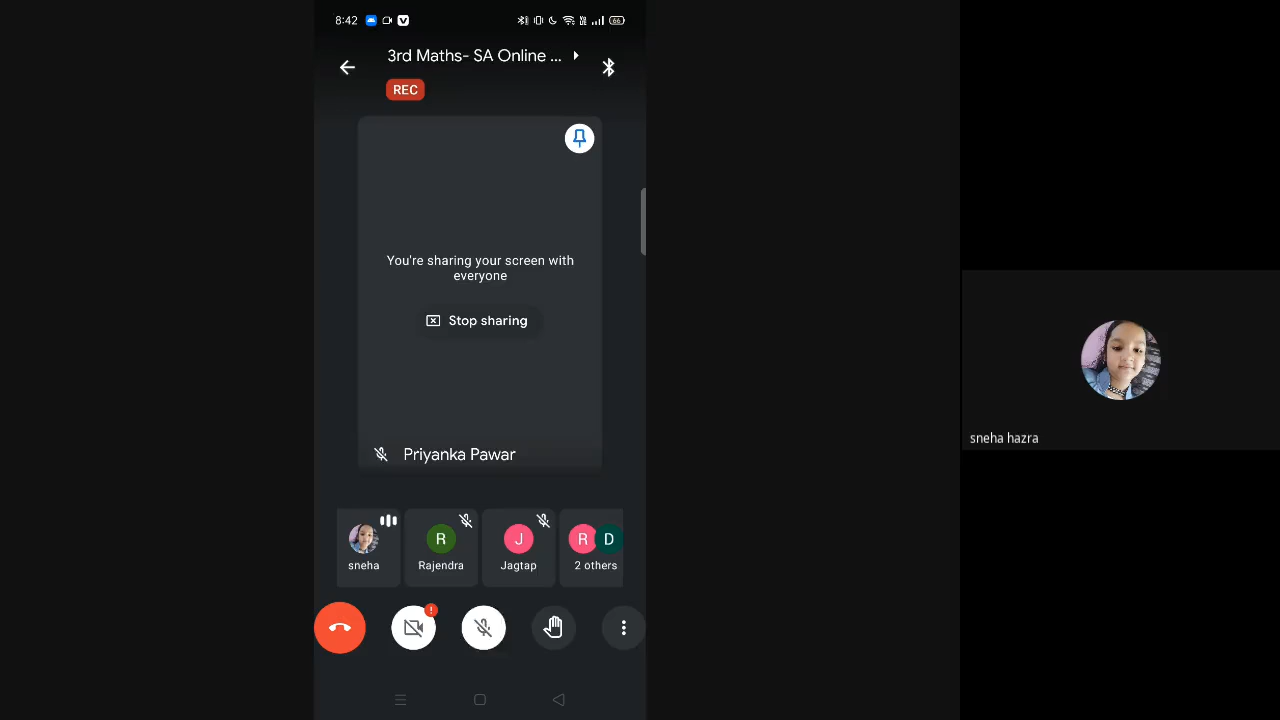 8:42
66
3rd Maths- SA Online ...
REC
You're sharing your screen with
everyone
Stop sharing
Priyanka Pawar
sneha
R
Rajendra
J
Jagtap
R D
2 others
sneha hazra